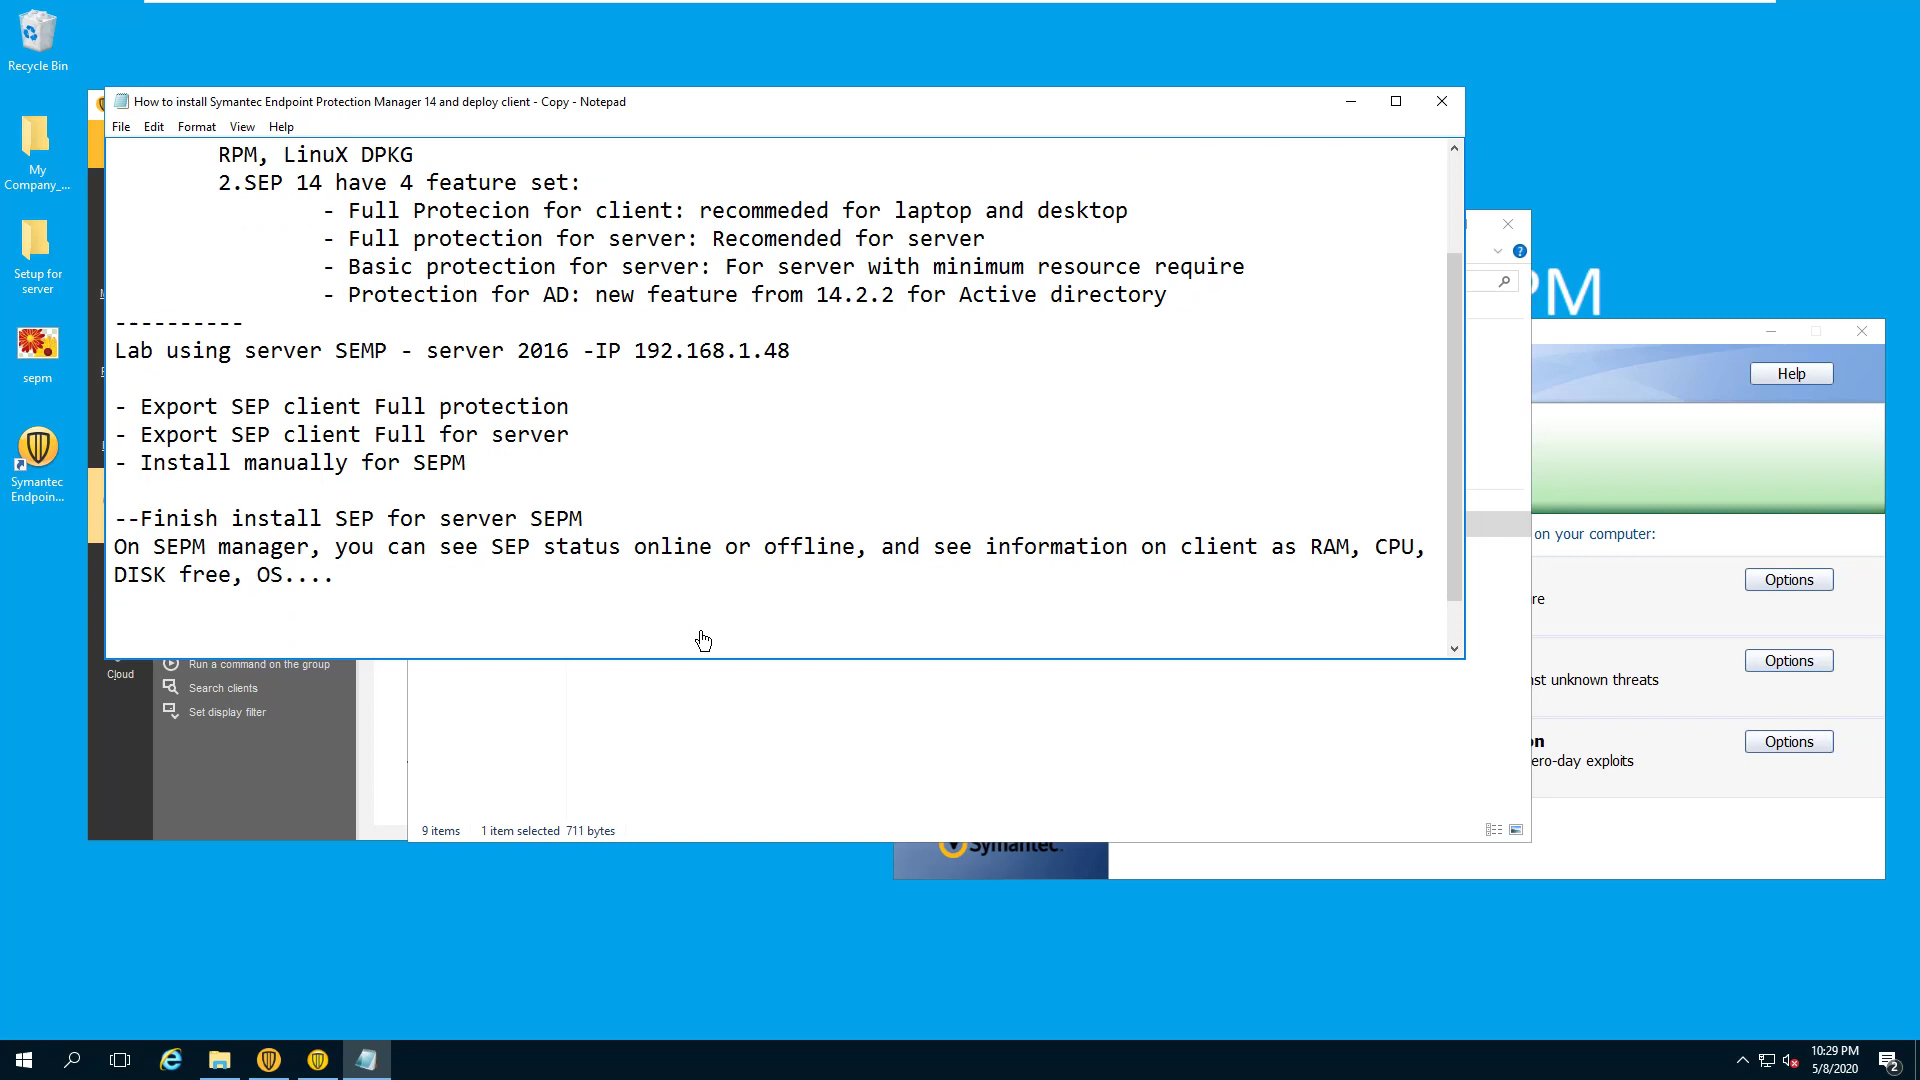 Recycle Bin
My
Company_...
Setup for
server
sepm
Symantec
Endpoin...
How to install Symantec Endpoint Protection Manager 14 and deploy client - Copy - Notepad
File Edit Format View Help
RPM, LinuX DPKG
2.SEP 14 have 4 feature set:
- Full Protecion for client: recommeded for laptop and desktop
- Full protection for server: Recomended for server
- Basic protection for server: For server with minimum resource require
- Protection for AD: new feature from 14.2.2 for Active directory
----------
Lab using server SEMP - server 2016 -IP 192.168.1.48
- Export SEP client Full protection
- Export SEP client Full for server
- Install manually for SEPM
--Finish install SEP for server SEPM
On SEPM manager, you can see SEP status online or offline, and see information on client as RAM, CPU,
DISK free, OS....
Cloud
Run a command on the group
Search clients
Set display filter
9 items 1 item selected 711 bytes
PM
Help
on your computer:
Options
re
Options
st unknown threats
on
Options
ero-day exploits
Symantec
10:29 PM
5/8/2020
2